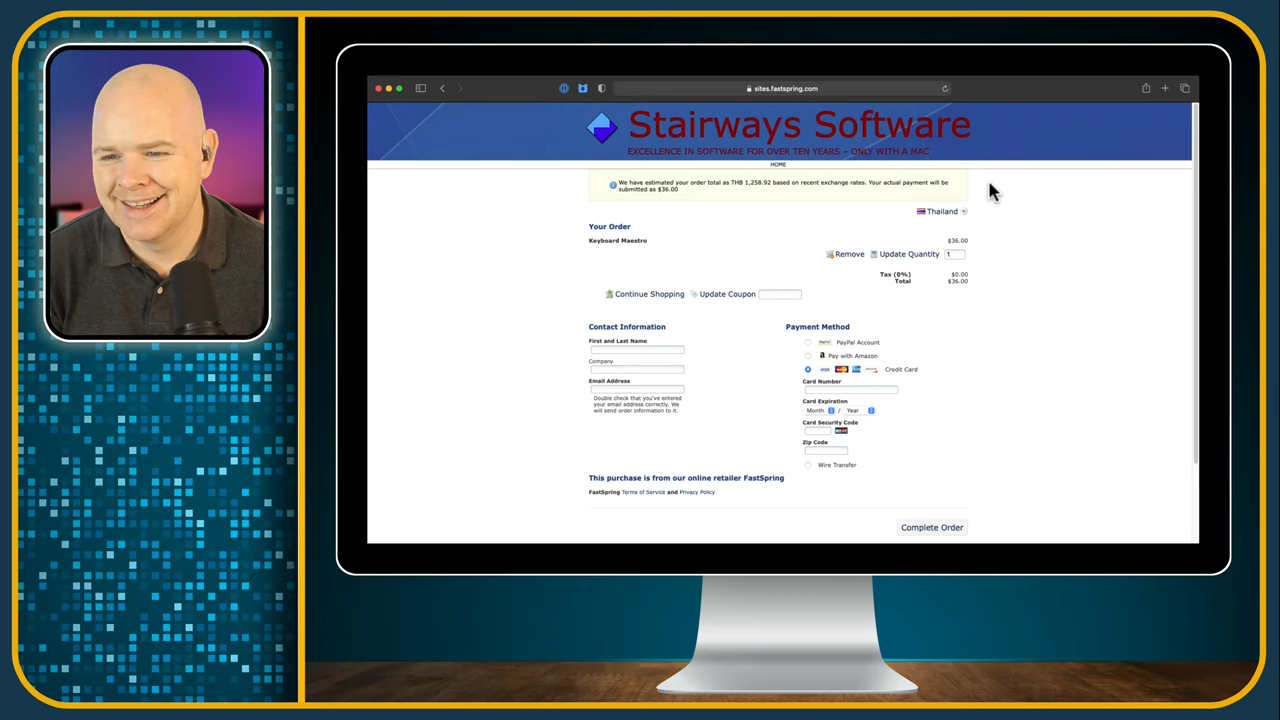 sites.fastspring.com
Stairways Software
EXCELLENCE IN SOFTWARE FOR OVER TEN YEARS – ONLY WITH A MAC
HOME
We have estimated your order total as THB 1,258.92 based on recent exchange rates. Your actual payment will be
submitted as $36.00
Thailand
Your Order
Keyboard Maestro $36.00
Remove Update Quantity 1
Tax (0%) $0.00
Total $36.00
Continue Shopping Update Coupon
Contact Information
First and Last Name
Company
Email Address
Double check that you've entered
your email address correctly. We
will send order information to it.
Payment Method
PayPal PayPal Account
a Pay with Amazon
VISA Credit Card
Card Number
Card Expiration
Month / Year
Card Security Code
Zip Code
Wire Transfer
This purchase is from our online retailer FastSpring
FastSpring Terms of Service and Privacy Policy
Complete Order